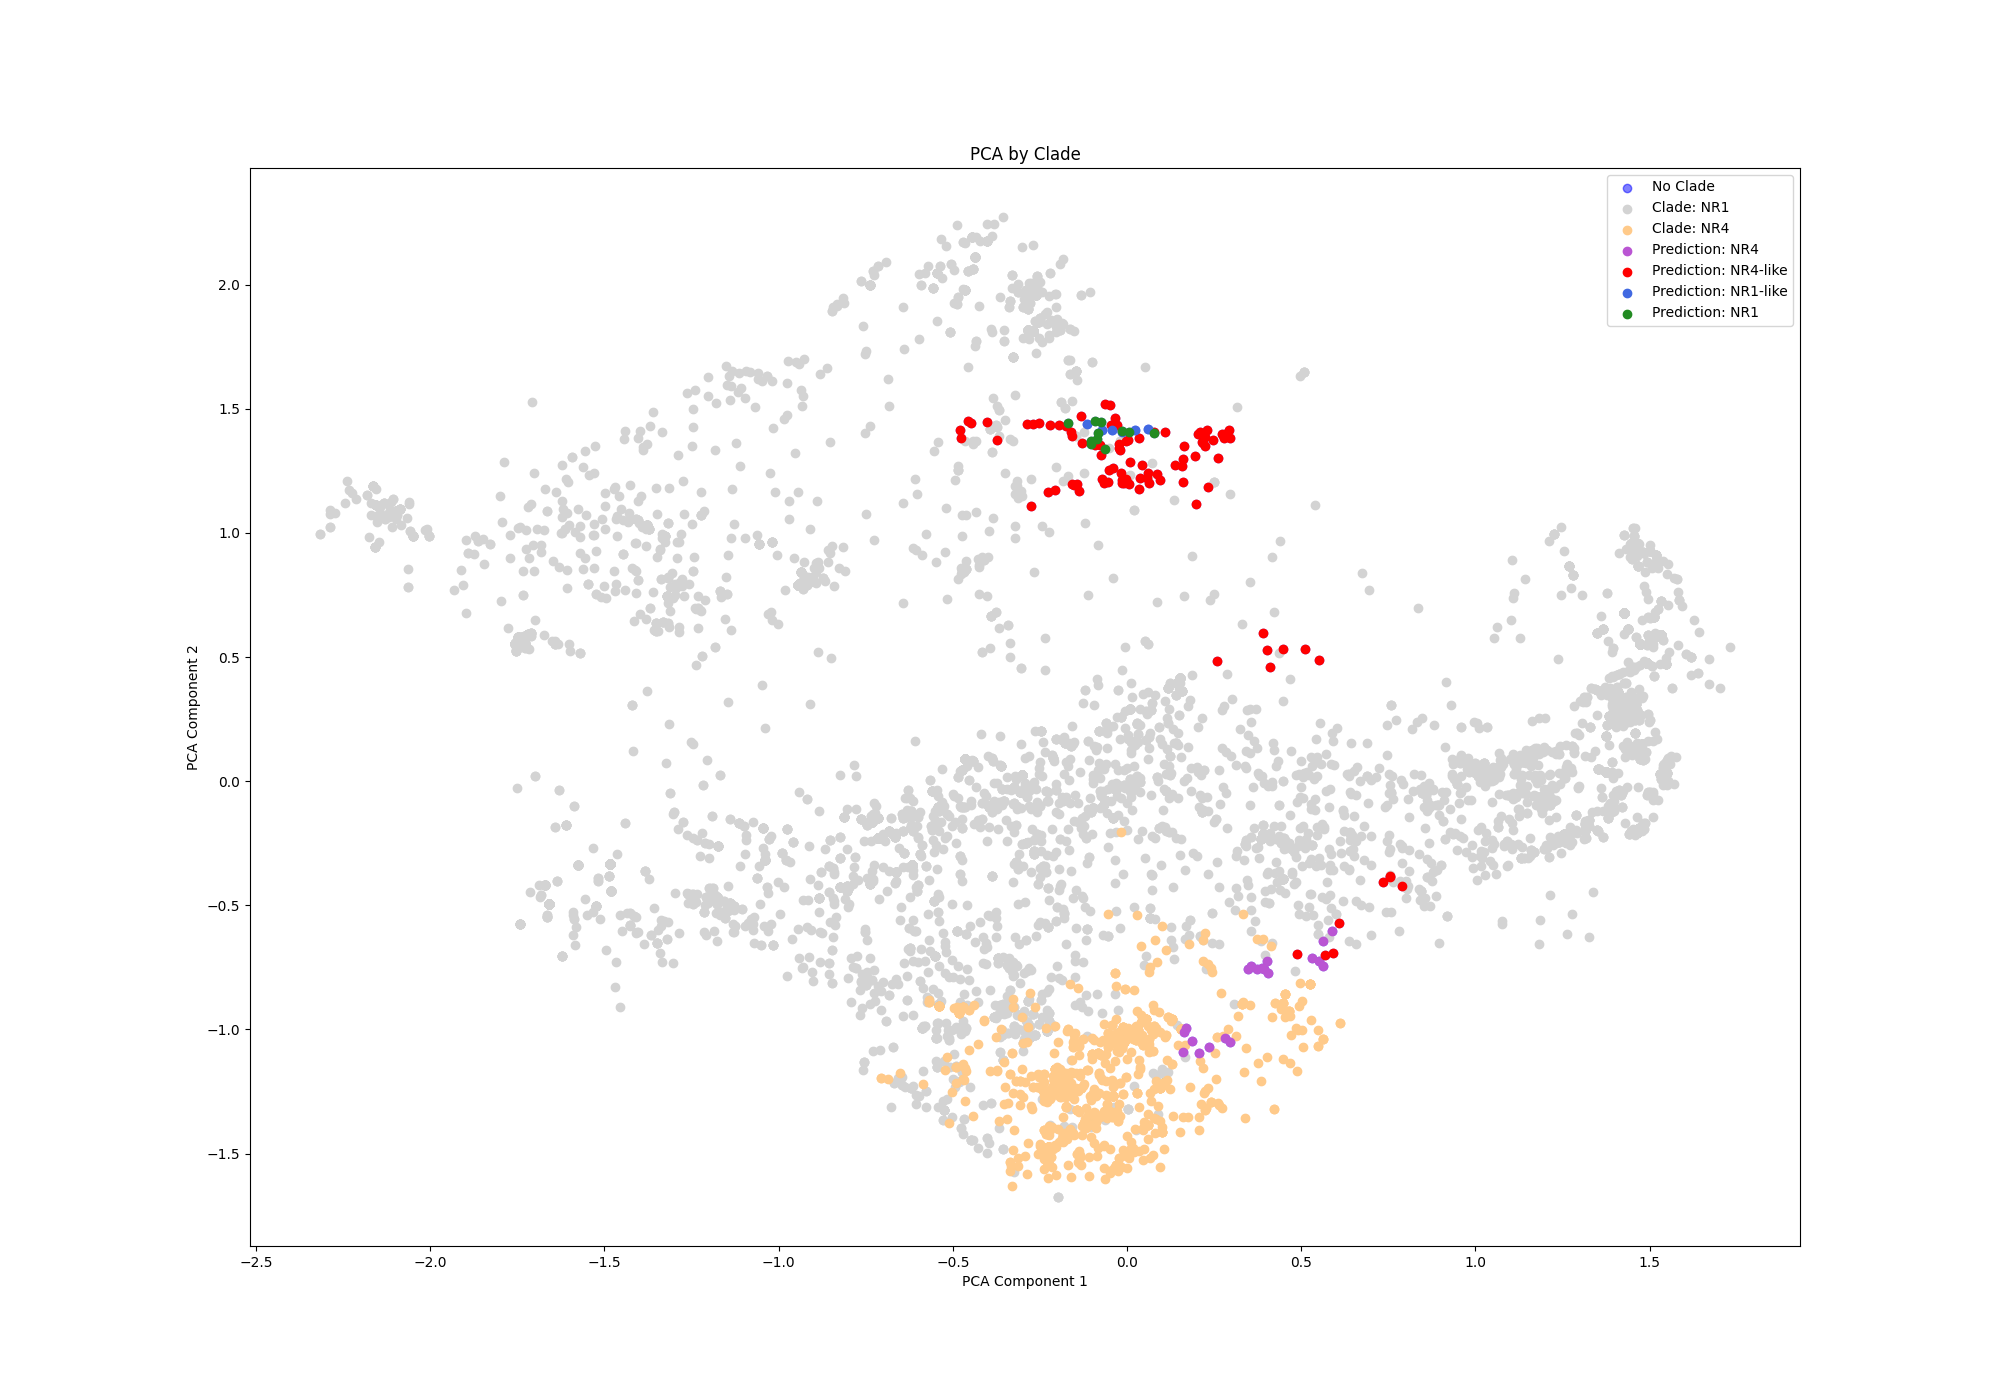 PCA by Clade
No Clade
Clade: NR1
Clade: NR4
Prediction: NR4
Prediction: NR4-like
Prediction: NR1-like
Prediction: NR1
PCA Component 2
2.0
1.5
1.0
0.5
0.0
−0.5
−1.0
−1.5
−2.5
−2.0
−1.5
−1.0
−0.5
0.0
0.5
1.0
1.5
PCA Component 1